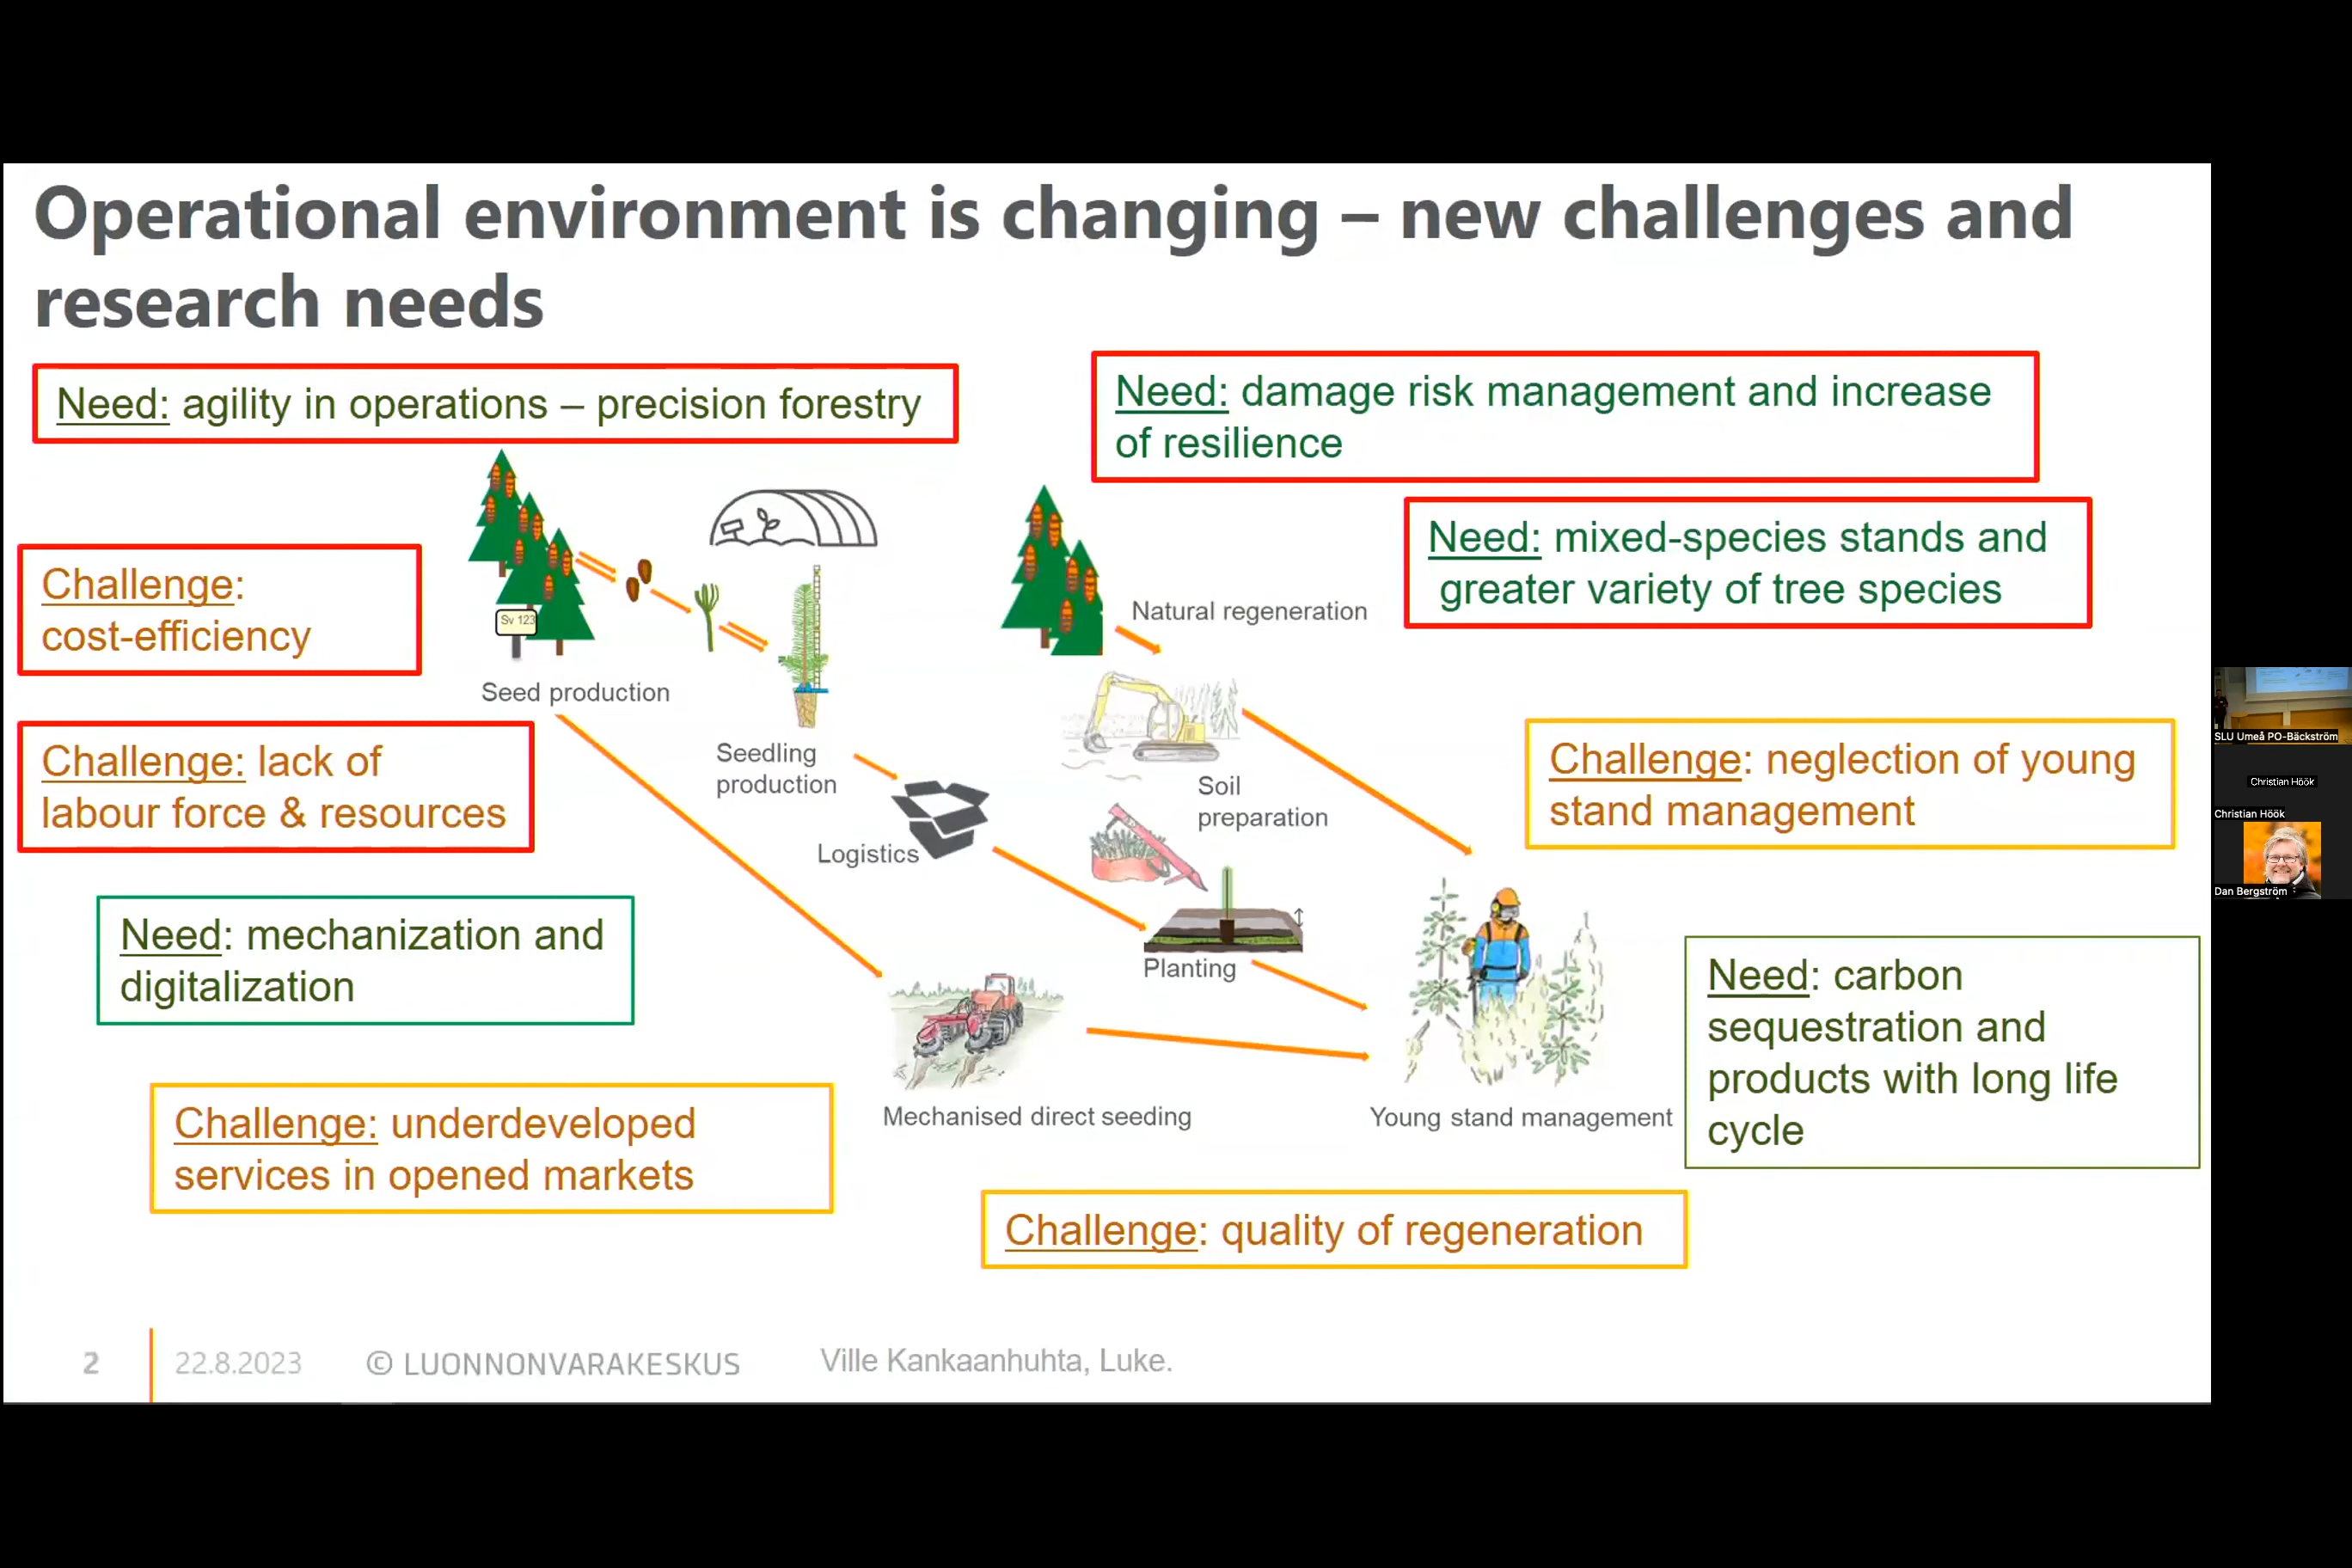 Operational environment is changing – new challenges and
research needs
Need: agility in operations – precision forestry
Need: damage risk management and increase
of resilience
Need: mixed-species stands and
greater variety of tree species
Challenge:
cost-efficiency
Sv 123
Natural regeneration
Seed production
Challenge: lack of
labour force & resources
Seedling
production
Soil
preparation
Challenge: neglection of young
stand management
Logistics
Need: mechanization and
digitalization
Planting
Need: carbon
sequestration and
products with long life
cycle
Challenge: underdeveloped
services in opened markets
Mechanised direct seeding
Young stand management
Challenge: quality of regeneration
2
22.8.2023
© LUONNONVARAKESKUS
Ville Kankaanhuhta, Luke.
SLU Umeå PO-Bäckström
Christian Höök
Christian Höök
Dan Bergström